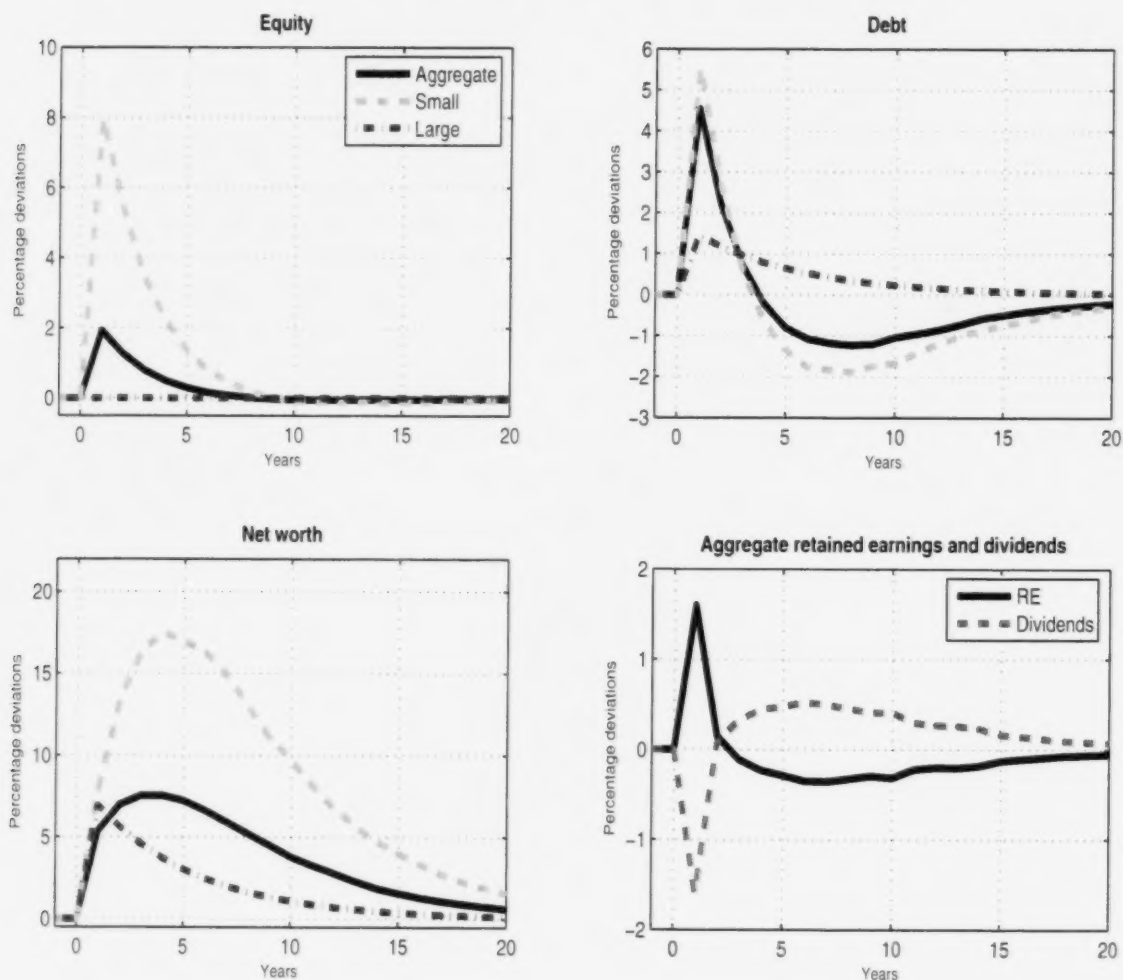 Equity
10
8
6
4
2
0
0 5 10 15 20
Percentage deviations
Years
Aggregate
Small
Large
Debt
6
5
4
3
2
1
0
−1
−2
−3
0 5 10 15 20
Percentage deviations
Years
Net worth
20
15
10
5
0
0 5 10 15 20
Percentage deviations
Years
Aggregate retained earnings and dividends
2
1
0
−1
−2
0 5 10 15 20
Percentage deviations
Years
RE
Dividends